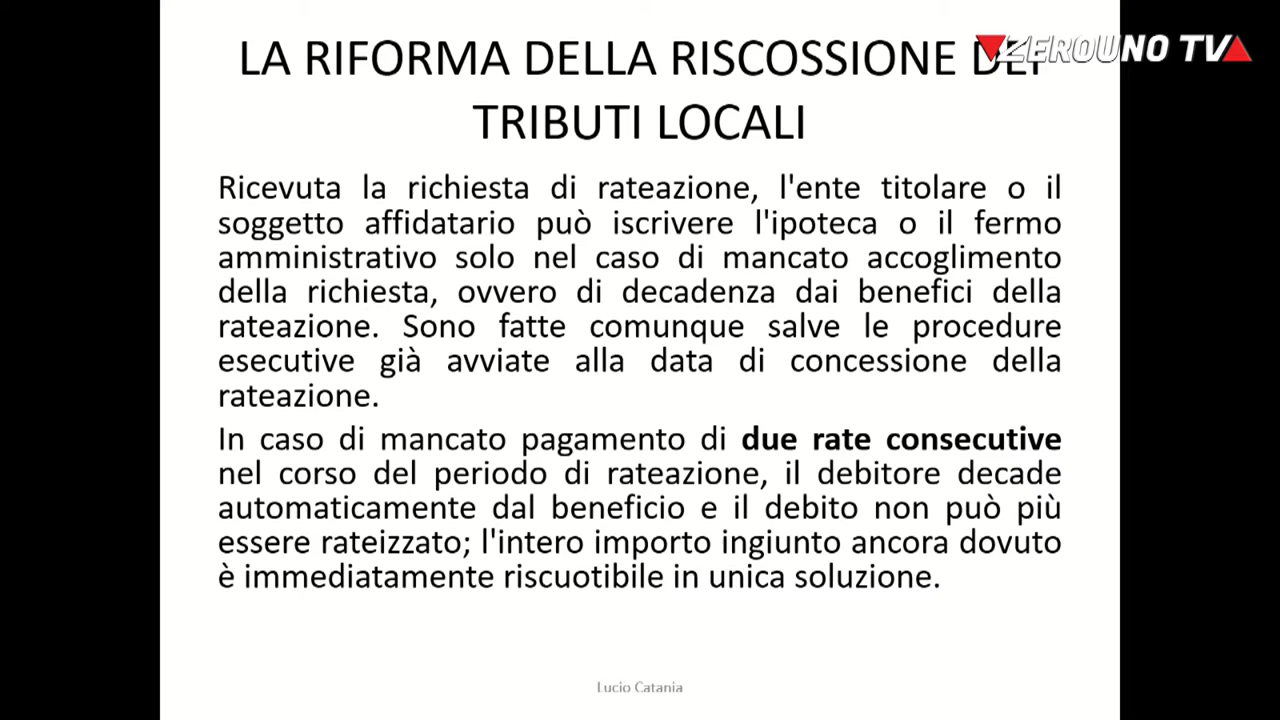 LA RIFORMA DELLA RISCOSSIONE DEI
TRIBUTI LOCALI
ZEROUNO TV
Ricevuta la richiesta di rateazione, l'ente titolare o il
soggetto affidatario può iscrivere l'ipoteca o il fermo
amministrativo solo nel caso di mancato accoglimento
della richiesta, ovvero di decadenza dai benefici della
rateazione. Sono fatte comunque salve le procedure
esecutive già avviate alla data di concessione della
rateazione.
In caso di mancato pagamento di due rate consecutive
nel corso del periodo di rateazione, il debitore decade
automaticamente dal beneficio e il debito non può più
essere rateizzato; l'intero importo ingiunto ancora dovuto
è immediatamente riscuotibile in unica soluzione.
Lucio Catania